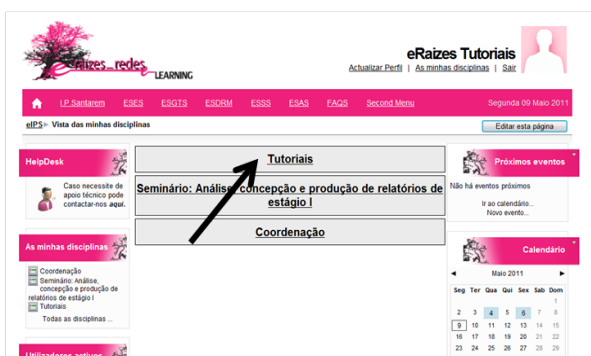 eRaizes_redes
LEARNING
eRaizes Tutoriais
Actualizar Perfil | As minhas disciplinas | Sair
I.P.Santarem ESES ESGTS ESDRM ESSS ESAS FAQS Second Menu
Segunda 09 Maio 2011
eIPS Vista das minhas disciplinas
Editar esta página
HelpDesk
Caso necessite de
apoio técnico pode
contactar-nos aqui.
As minhas disciplinas
Coordenação
Seminário: Análise,
concepção e produção de
relatórios de estágio I
Tutoriais
Todas as disciplinas ...
Utilizadores activos
Tutoriais
Seminário: Análise, concepção e produção de relatórios de
estágio I
Coordenação
Próximos eventos
Não há eventos próximos
Ir ao calendário...
Novo evento...
Calendário
Maio 2011
Seg Ter Qua Qui Sex Sab Dom
1
2 3 4 5 6 7 8
9 10 11 12 13 14 15
16 17 18 19 20 21 22
23 24 25 26 27 28 29